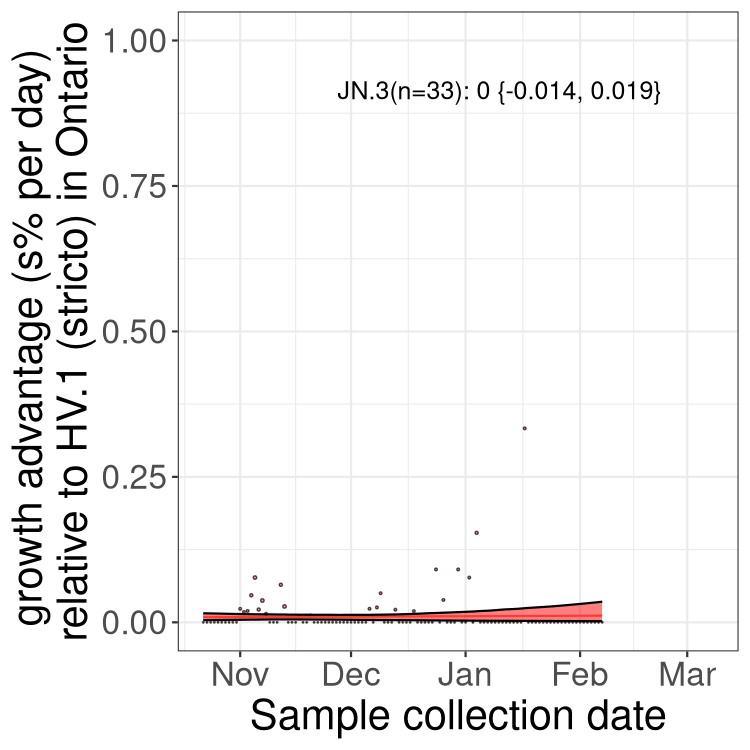 growth advantage (s% per day)
relative to HV.1 (stricto) in Ontario
1.00
0.75
0.50
0.25
0.00
JN.3(n=33): 0 {-0.014, 0.019}
Nov Dec Jan Feb Mar
Sample collection date